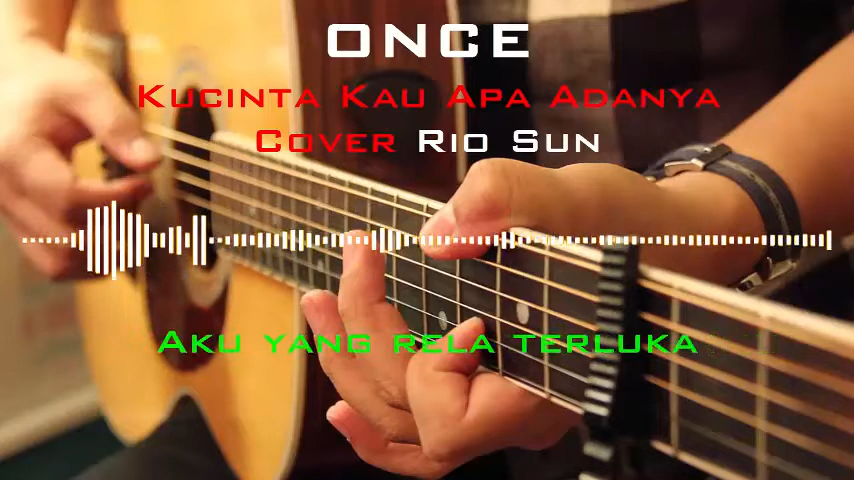 ONCE
Kucinta Kau Apa Adanya
Cover Rio Sun
Aku yang rela terluka